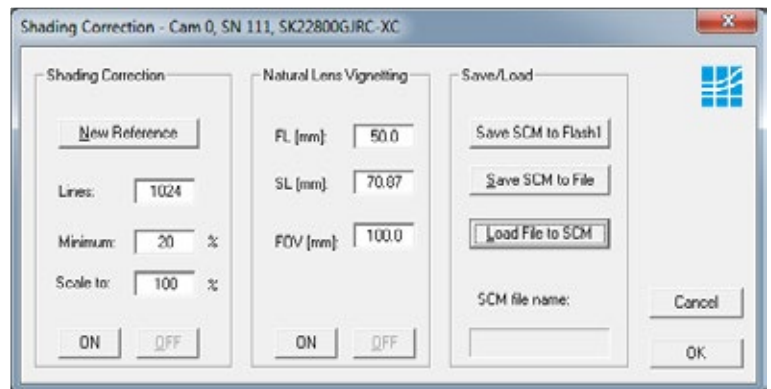 Shading Correction - Cam 0, SN 111, SK22800GJRC-XC
Shading Correction
New Reference
Lines: 1024
Minimum: 20 %
Scale to: 100 %
ON OFF
Natural Lens Vignetting
FL [mm]: 50.0
SL [mm]: 70.87
FOV [mm]: 100.0
ON OFF
Save/Load
Save SCM to Flash1
Save SCM to File
Load File to SCM
SCM file name:
Cancel
OK